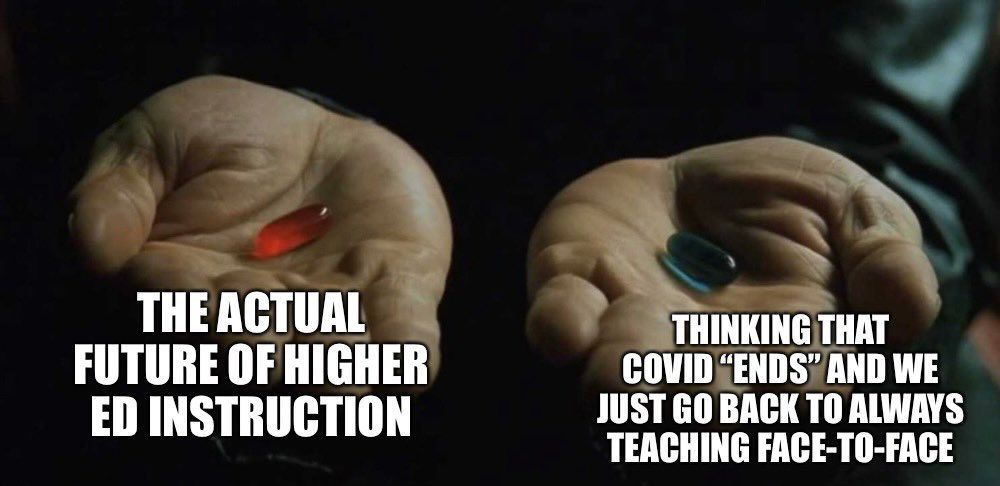 THE ACTUAL
FUTURE OF HIGHER
ED INSTRUCTION
THINKING THAT
COVID “ENDS” AND WE
JUST GO BACK TO ALWAYS
TEACHING FACE-TO-FACE